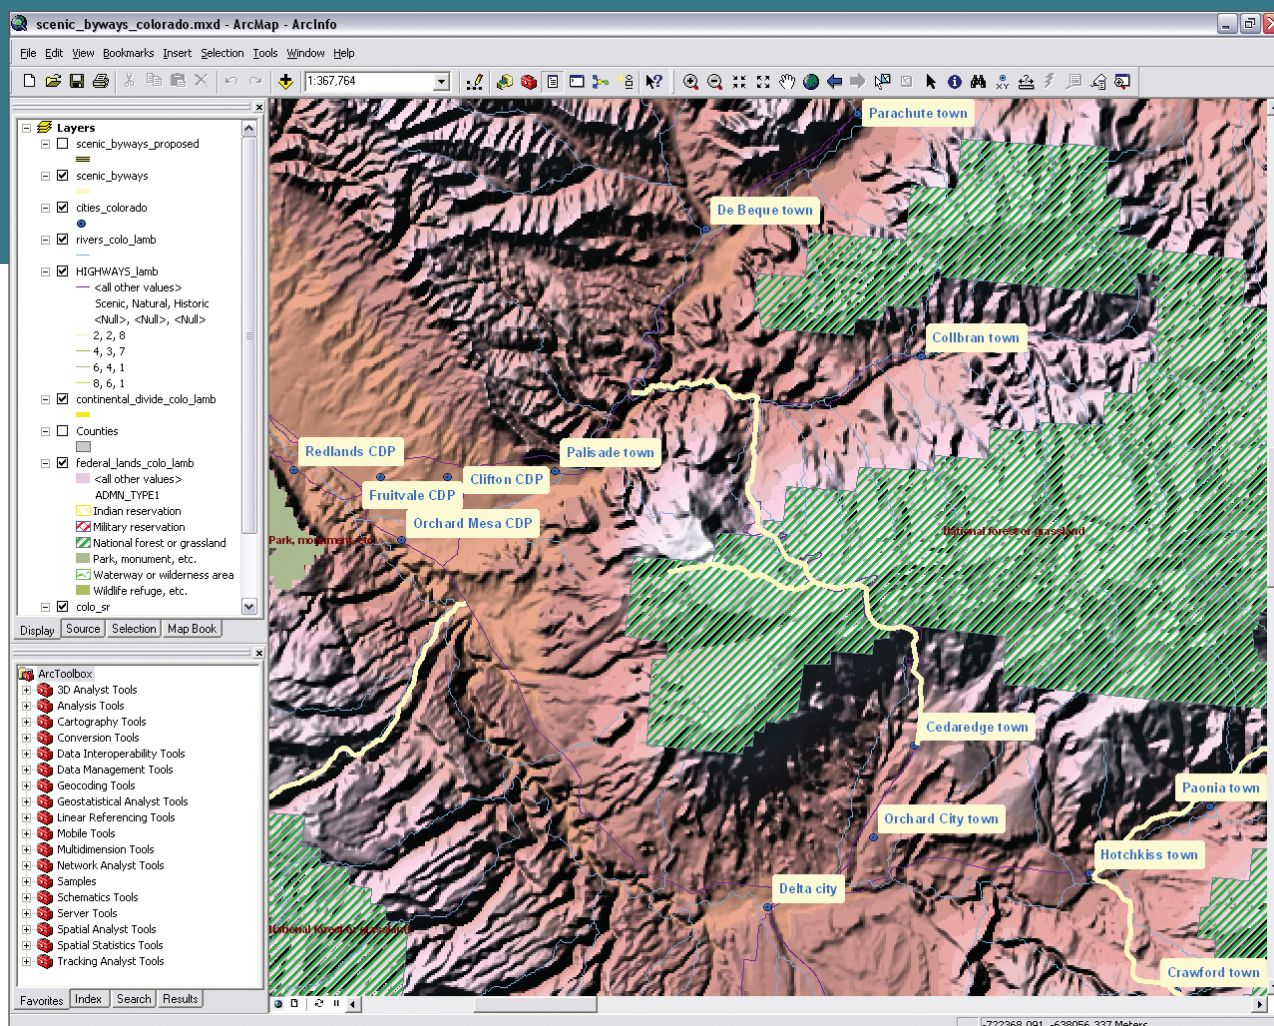 scenic_byways_colorado.mxd - ArcMap - ArcInfo
File Edit View Bookmarks Insert Selection Tools Window Help
1:367,764
Layers
scenic_byways_proposed
scenic_byways
cities_colorado
rivers_colo_lamb
HIGHWAYS_lamb
<all other values>
Scenic, Natural, Historic
<Null>, <Null>, <Null>
2, 2, 8
4, 3, 7
6, 4, 1
8, 6, 1
continental_divide_colo_lamb
Counties
federal_lands_colo_lamb
<all other values>
ADMN_TYPE1
Indian reservation
Military reservation
National forest or grassland
Park, monument, etc.
Waterway or wilderness area
Wildlife refuge, etc.
colo_sr
Display Source Selection Map Book
ArcToolbox
3D Analyst Tools
Analysis Tools
Cartography Tools
Conversion Tools
Data Interoperability Tools
Data Management Tools
Geocoding Tools
Geostatistical Analyst Tools
Linear Referencing Tools
Mobile Tools
Multidimension Tools
Network Analyst Tools
Samples
Schematics Tools
Server Tools
Spatial Analyst Tools
Spatial Statistics Tools
Tracking Analyst Tools
Favorites Index Search Results
Parachute town
De Beque town
Collbran town
Redlands CDP
Palisade town
Clifton CDP
Fruitvale CDP
Orchard Mesa CDP
National forest or grassland
Park, monument, etc.
Cedaredge town
Paonia town
Orchard City town
Hotchkiss town
Delta city
National forest or grassland
Crawford town
-722368.091 -638056.337 Meters